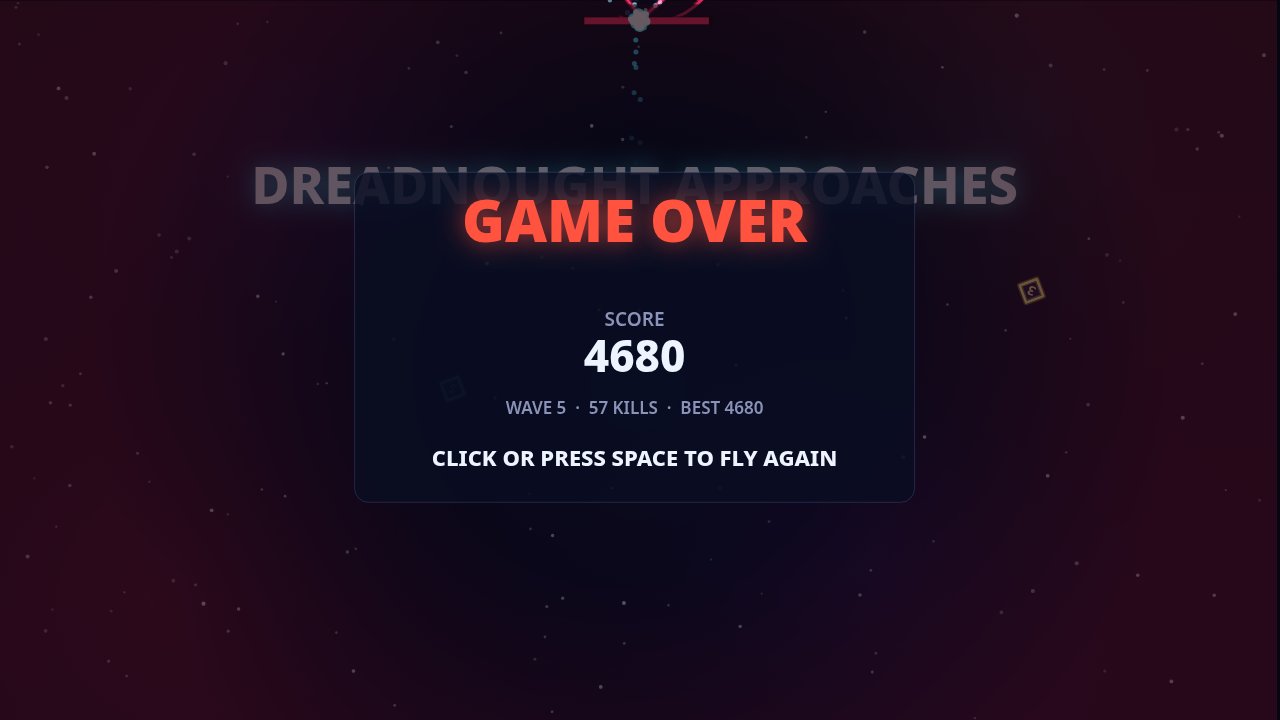 DREADNOUGHT APPROACHES
GAME OVER
SCORE
4680
WAVE 5 · 57 KILLS · BEST 4680
CLICK OR PRESS SPACE TO FLY AGAIN